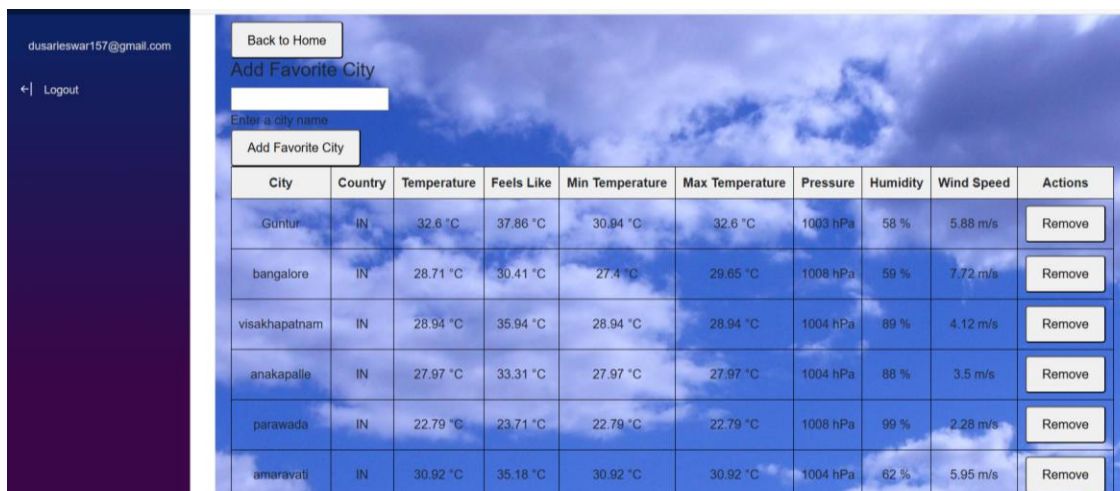 dusarieswar157@gmail.com
Logout
Back to Home
Add Favorite City
Enter a city name
Add Favorite City
City Country Temperature Feels Like Min Temperature Max Temperature Pressure Humidity Wind Speed Actions
Guntur IN 32.6 °C 37.86 °C 30.94 °C 32.6 °C 1003 hPa 58 % 5.88 m/s Remove
bangalore IN 28.71 °C 30.41 °C 27.4 °C 29.65 °C 1008 hPa 59 % 7.72 m/s Remove
visakhapatnam IN 28.94 °C 35.94 °C 28.94 °C 28.94 °C 1004 hPa 89 % 4.12 m/s Remove
anakapalle IN 27.97 °C 33.31 °C 27.97 °C 27.97 °C 1004 hPa 88 % 3.5 m/s Remove
parawada IN 22.79 °C 23.71 °C 22.79 °C 22.79 °C 1008 hPa 99 % 2.28 m/s Remove
amaravati IN 30.92 °C 35.18 °C 30.92 °C 30.92 °C 1004 hPa 62 % 5.95 m/s Remove